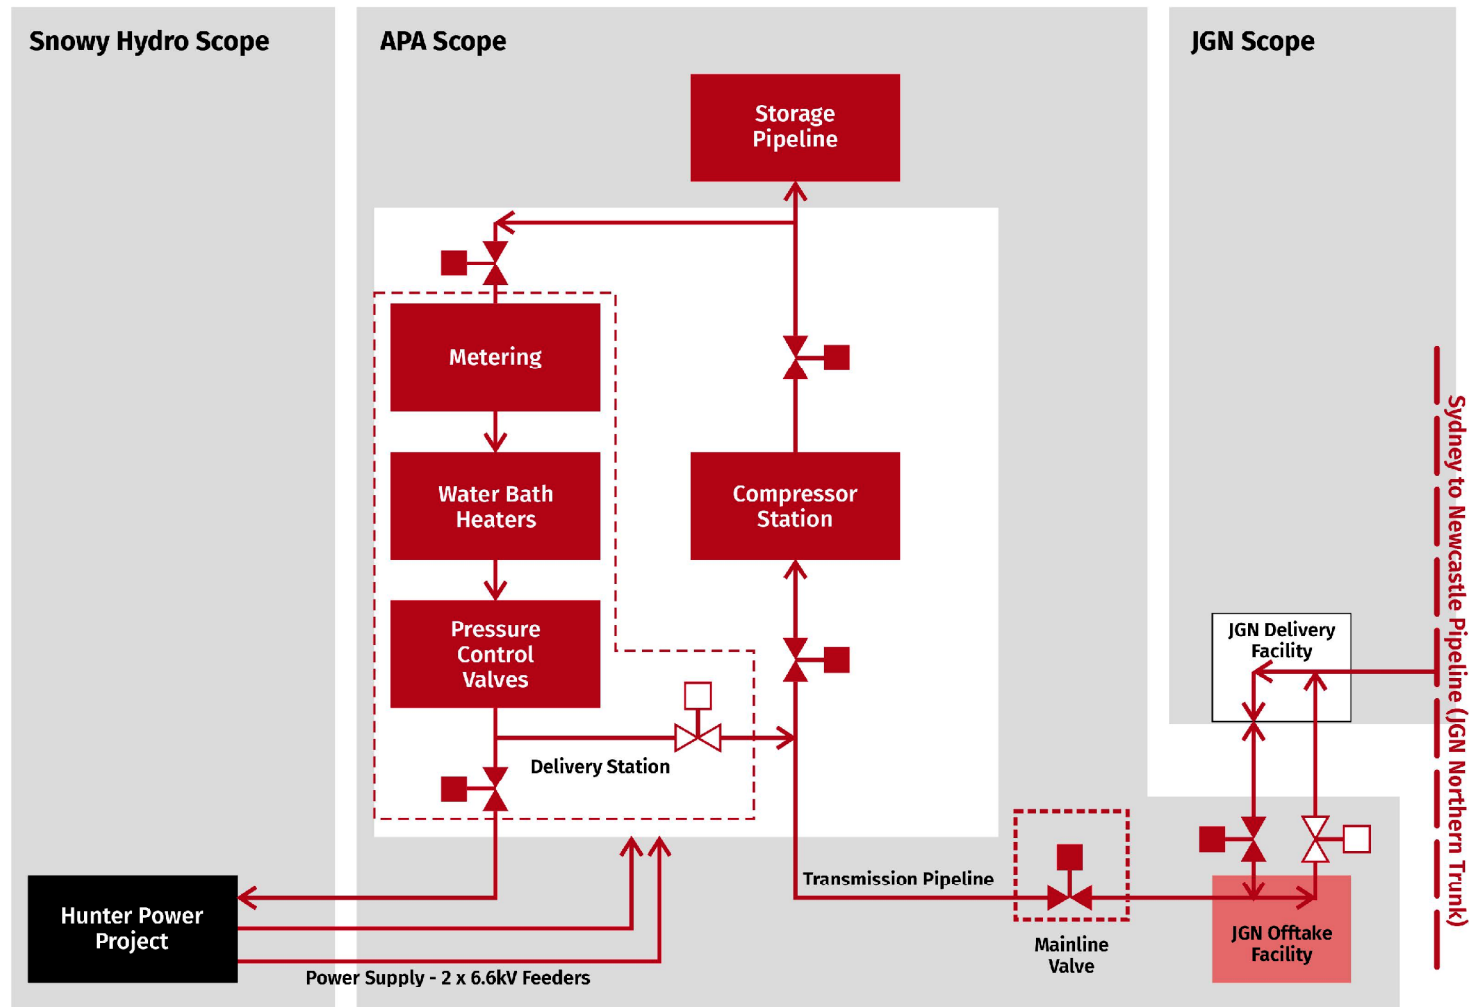 Snowy Hydro Scope
APA Scope
JGN Scope
Storage
Pipeline
Metering
Water Bath
Heaters
Compressor
Station
Pressure
Control
Valves
Delivery Station
JGN Delivery
Facility
Sydney to Newcastle Pipeline (JGN Northern Trunk)
Transmission Pipeline
Hunter Power
Project
JGN Offtake
Facility
Mainline
Valve
Power Supply - 2 x 6.6kV Feeders